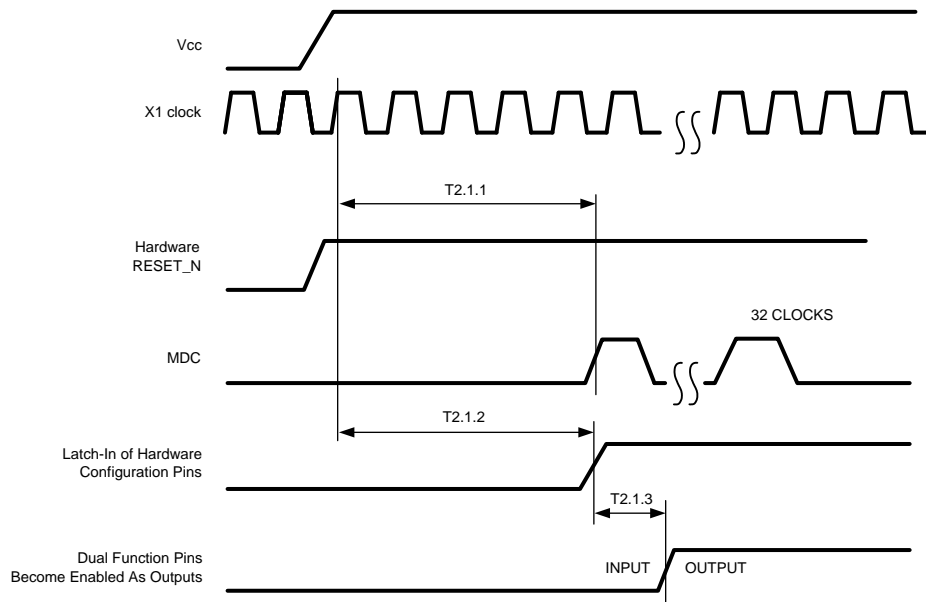 Vcc
X1 clock
T2.1.1
Hardware
RESET_N
32 CLOCKS
MDC
T2.1.2
Latch-In of Hardware
Configuration Pins
T2.1.3
Dual Function Pins
Become Enabled As Outputs
INPUT
OUTPUT